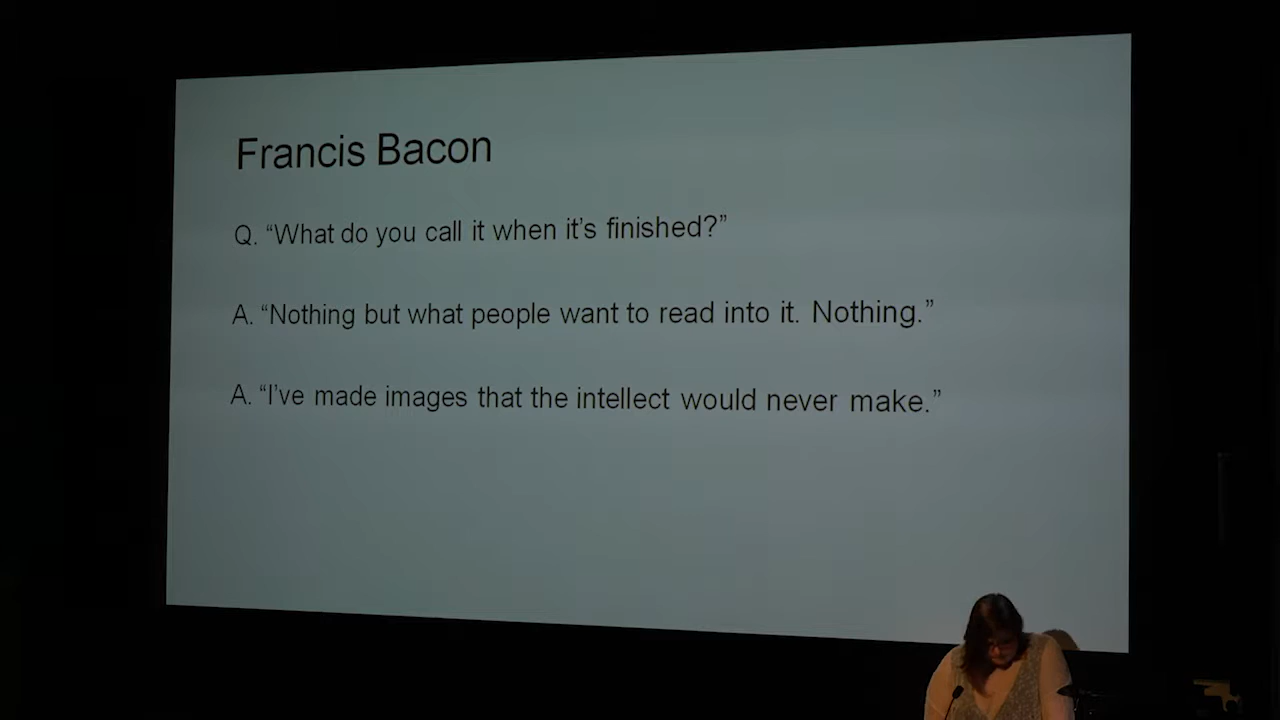 Francis Bacon
Q. “What do you call it when it’s finished?”
A. “Nothing but what people want to read into it. Nothing.”
A. “I’ve made images that the intellect would never make.”